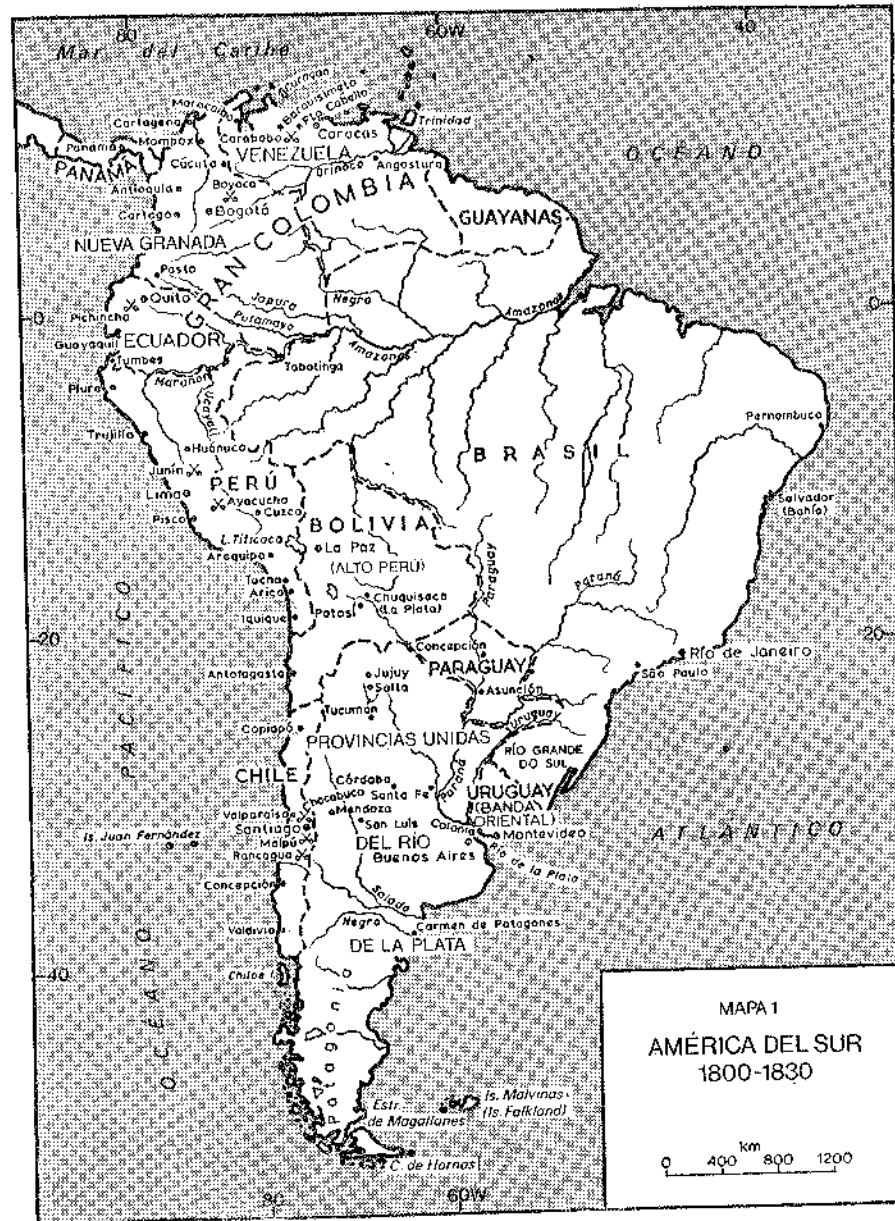 80
60W
40
Mar del Caribe
Curaçao
Maracaibo
Barquisimeto
Pto Cabello
Cartagena
Trinidad
Panamá
Mompox
Carabobo
Caracas
PANAMÁ
VENEZUELA
OCÉANO
Cúcuta
Orinoco
Angostura
Antioquia
Boyaca
Cartago
Bogotá
GRAN COLOMBIA
GUAYANAS
NUEVA GRANADA
Pasto
Quito
Japura
Negro
Amazonas
Pichincha
Putumayo
0
0
Guayaquil
ECUADOR
Amazonas
Tumbes
Tabatinga
Piura
Marañon
Ucayali
Pernambuco
Trujillo
Huánuco
BRASIL
Junín
PERÚ
Lima
Ayacucho
Salvador
(Bahía)
Cuzco
Pisco
BOLIVIA
L. Titicaca
La Paz
Arequipa
(ALTO PERÚ)
Paraguay
Tacna
Paraná
Arica
Chuquisaca
(La Plata)
Potosí
Iquique
20
20
Concepción
Río de Janeiro
PARAGUAY
São Paulo
Antofagasta
Jujuy
Salta
Asunción
Tucumán
Uruguay
Copiapó
PROVINCIAS UNIDAS
RÍO GRANDE
DO SUL
PACÍFICO
CHILE
Córdoba
Santa Fe
Paraná
URUGUAY
(BANDA
ORIENTAL)
Chacabuco
Valparaíso
Mendoza
Santiago
San Luis
Colonia
Montevideo
ATLÁNTICO
Is. Juan Fernández
Maipú
DEL RÍO
Rancagua
Buenos Aires
Río de la Plata
Concepción
Salado
Negro
Carmen de Patagones
Valdivia
DE LA PLATA
40
Chiloe I.
OCÉANO
Patagonia
MAPA 1
AMÉRICA DEL SUR
1800-1830
Is. Malvinas
(Is. Falkland)
Estr.
de Magallanes
km
0 400 800 1200
C. de Hornos
80
60W